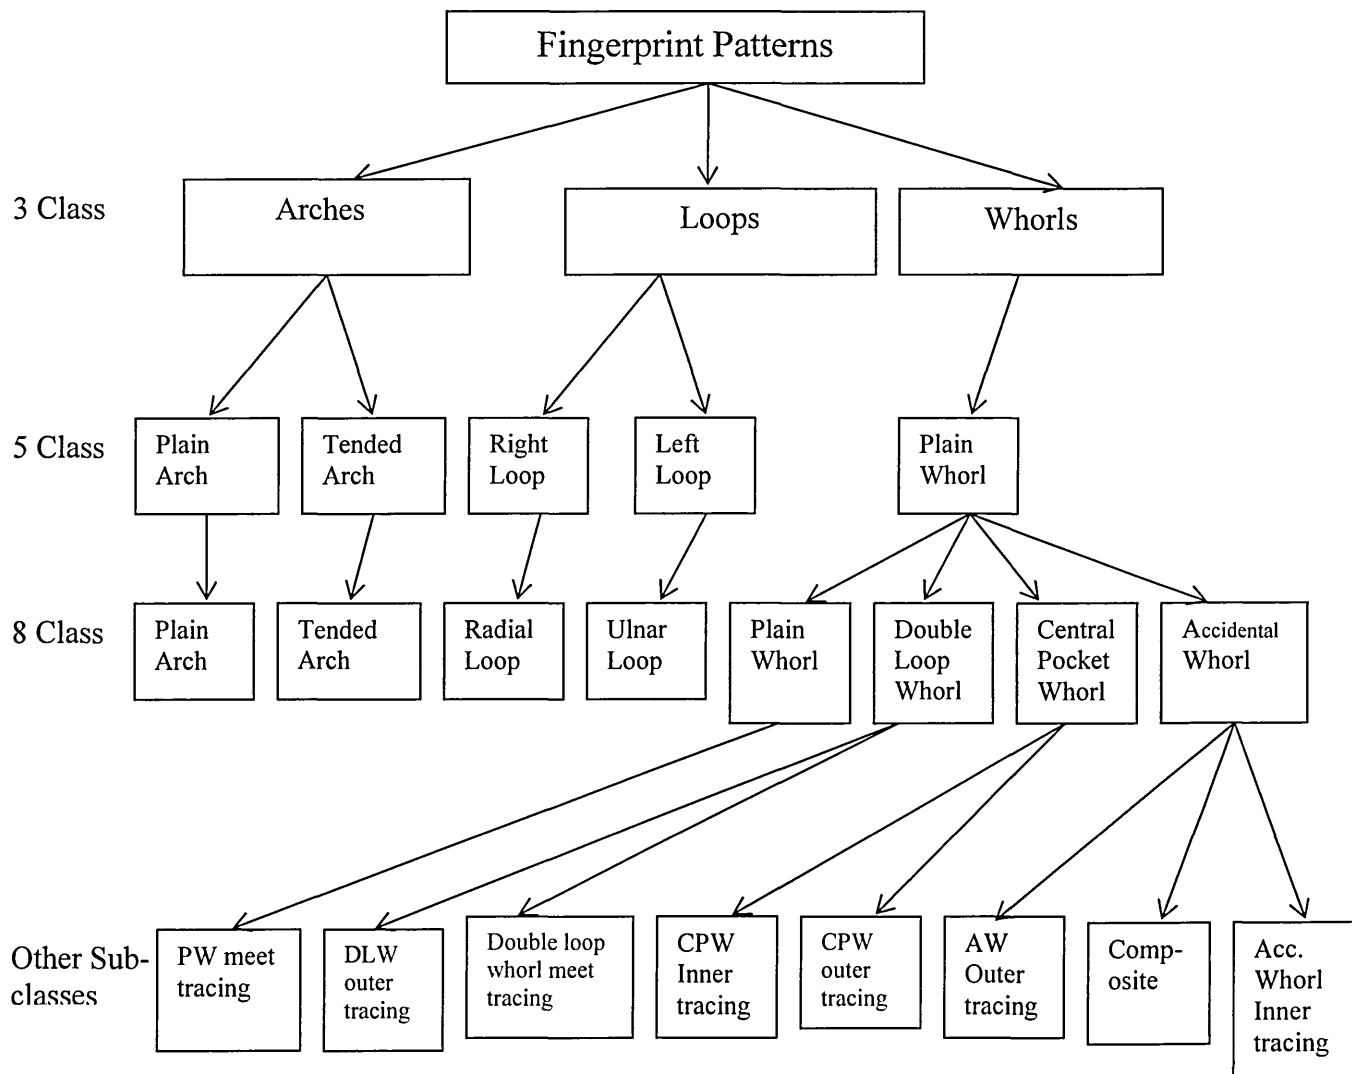 Fingerprint Patterns
3 Class
Arches
Loops
Whorls
5 Class
Plain
Arch
Tended
Arch
Right
Loop
Left
Loop
Plain
Whorl
8 Class
Plain
Arch
Tended
Arch
Radial
Loop
Ulnar
Loop
Plain
Whorl
Double
Loop
Whorl
Central
Pocket
Whorl
Accidental
Whorl
Other Sub-
classes
PW meet
tracing
DLW
outer
tracing
Double loop
whorl meet
tracing
CPW
Inner
tracing
CPW
outer
tracing
AW
Outer
tracing
Comp-
osite
Acc.
Whorl
Inner
tracing